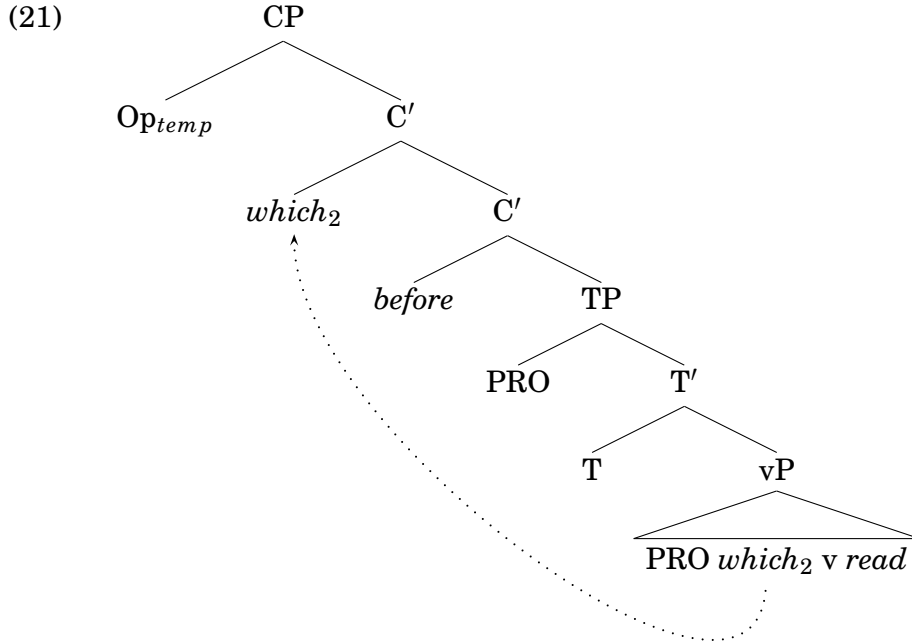 (21) CP
Op_temp C′
which₂ C′
before TP
PRO T′
T vP
PRO which₂ v read